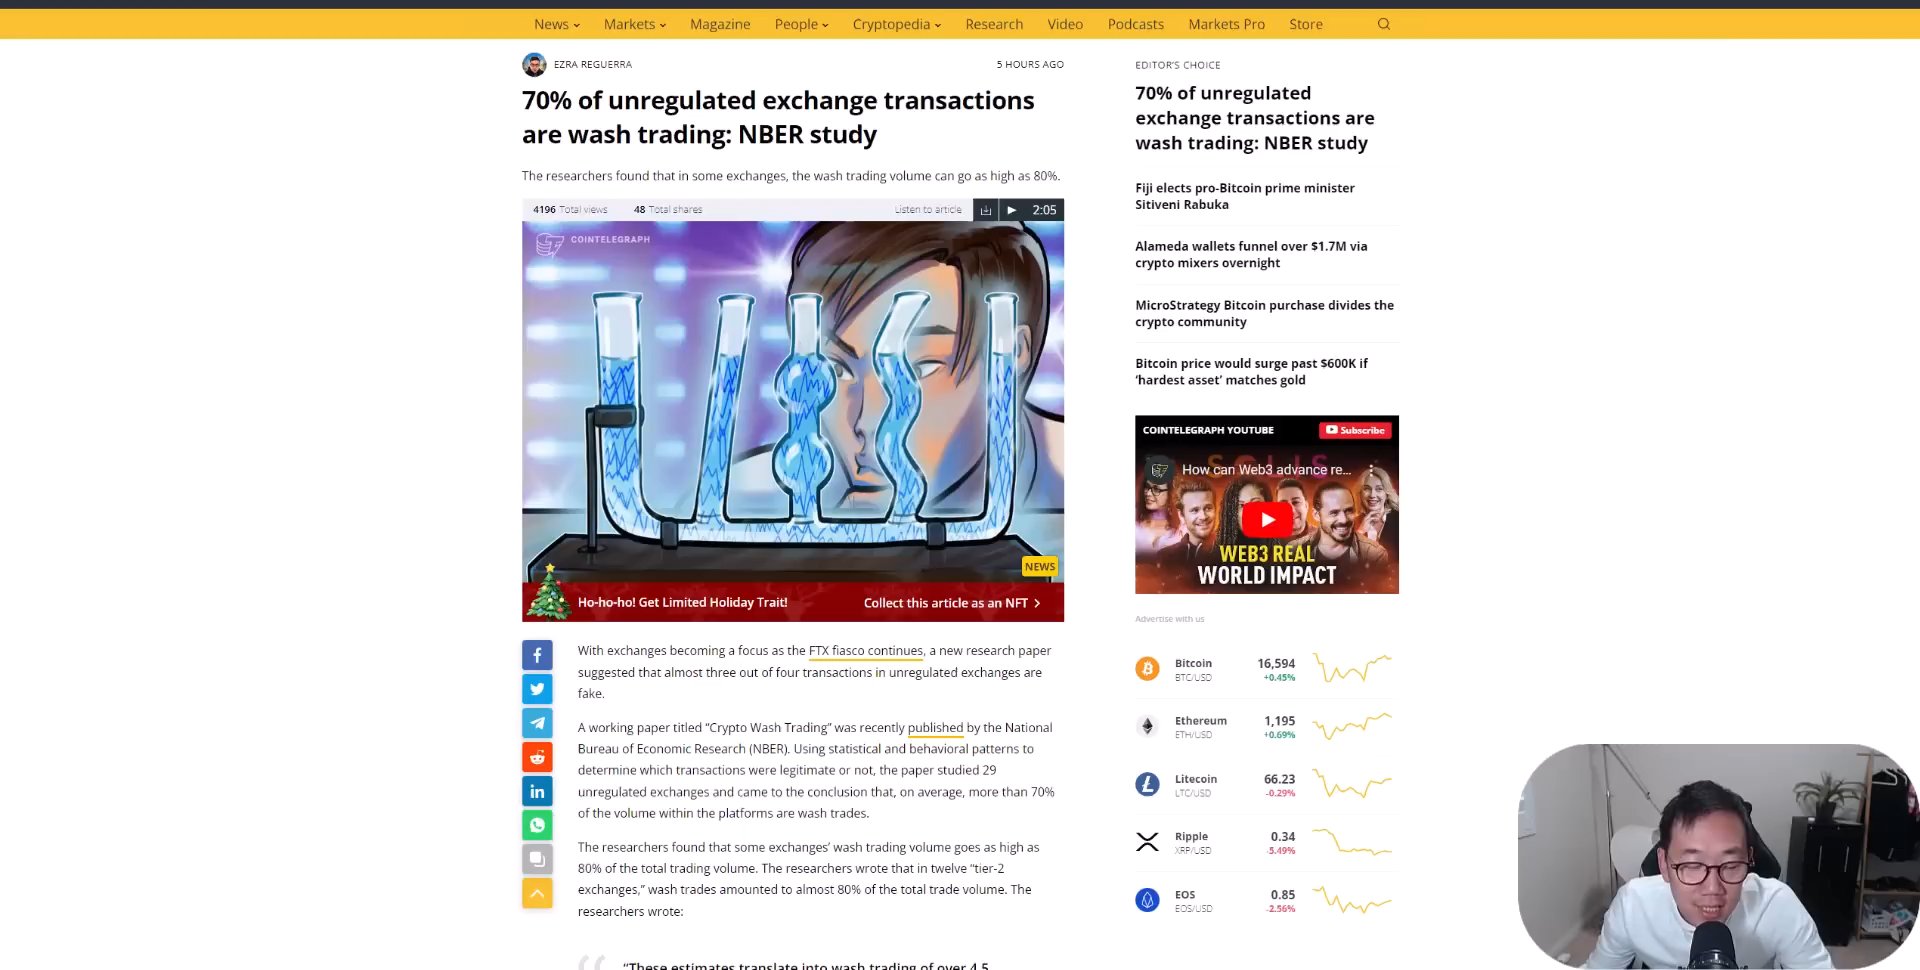 News Markets Magazine People Cryptopedia Research Video Podcasts Markets Pro Store
EZRA REGUERRA
5 HOURS AGO
70% of unregulated exchange transactions
are wash trading: NBER study
The researchers found that in some exchanges, the wash trading volume can go as high as 80%.
4196 Total views 48 Total shares Listen to article 2:05
COINTELEGRAPH
NEWS
Ho-ho-ho! Get Limited Holiday Trait! Collect this article as an NFT
With exchanges becoming a focus as the FTX fiasco continues, a new research paper
suggested that almost three out of four transactions in unregulated exchanges are
fake.
A working paper titled “Crypto Wash Trading” was recently published by the National
Bureau of Economic Research (NBER). Using statistical and behavioral patterns to
determine which transactions were legitimate or not, the paper studied 29
unregulated exchanges and came to the conclusion that, on average, more than 70%
of the volume within the platforms are wash trades.
The researchers found that some exchanges’ wash trading volume goes as high as
80% of the total trading volume. The researchers wrote that in twelve “tier-2
exchanges,” wash trades amounted to almost 80% of the total trade volume. The
researchers wrote:
“These estimates translate into wash trading of over 4.5
EDITOR'S CHOICE
70% of unregulated
exchange transactions are
wash trading: NBER study
Fiji elects pro-Bitcoin prime minister
Sitiveni Rabuka
Alameda wallets funnel over $1.7M via
crypto mixers overnight
MicroStrategy Bitcoin purchase divides the
crypto community
Bitcoin price would surge past $600K if
‘hardest asset’ matches gold
COINTELEGRAPH YOUTUBE Subscribe
How can Web3 advance re...
WEB3 REAL
WORLD IMPACT
Advertise with us
Bitcoin 16,594
BTC/USD +0.45%
Ethereum 1,195
ETH/USD +0.69%
Litecoin 66.23
LTC/USD -0.29%
Ripple 0.34
XRP/USD -5.49%
EOS 0.85
EOS/USD -2.56%